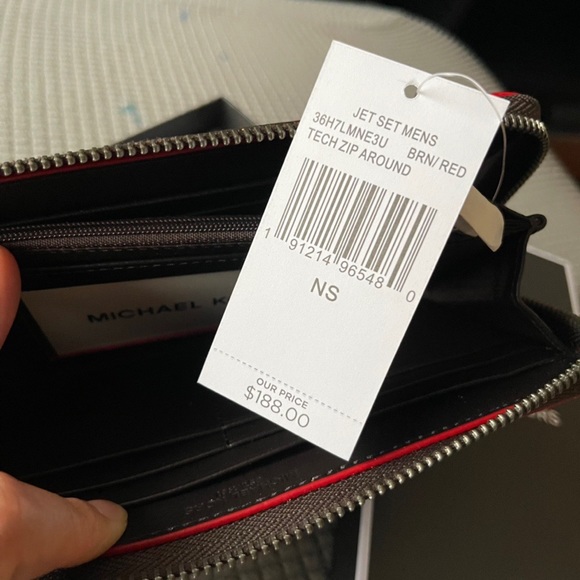 JET SET MENS
36H7LMNE3U BRN/RED
TECH ZIP AROUND
1 91214 96548 0
NS
OUR PRICE
$188.00
MICHAEL K